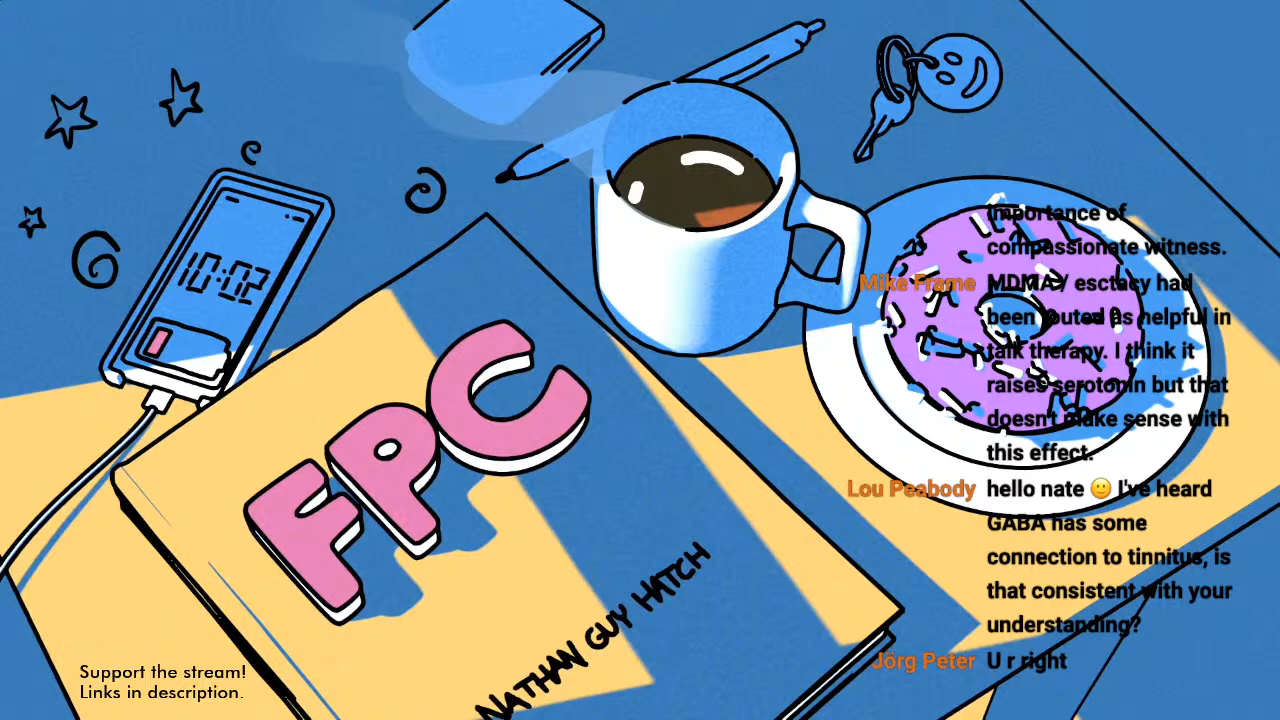 10:02
FPC
NATHAN GUY HATCH
Support the stream!
Links in description.
importance of
compassionate witness.
Mike Frame MDMA / esctacy had
been touted as helpful in
talk therapy. I think it
raises serotonin but that
doesn't make sense with
this effect.
Lou Peabody hello nate 🙂 I've heard
GABA has some
connection to tinnitus, is
that consistent with your
understanding?
Jörg Peter U r right